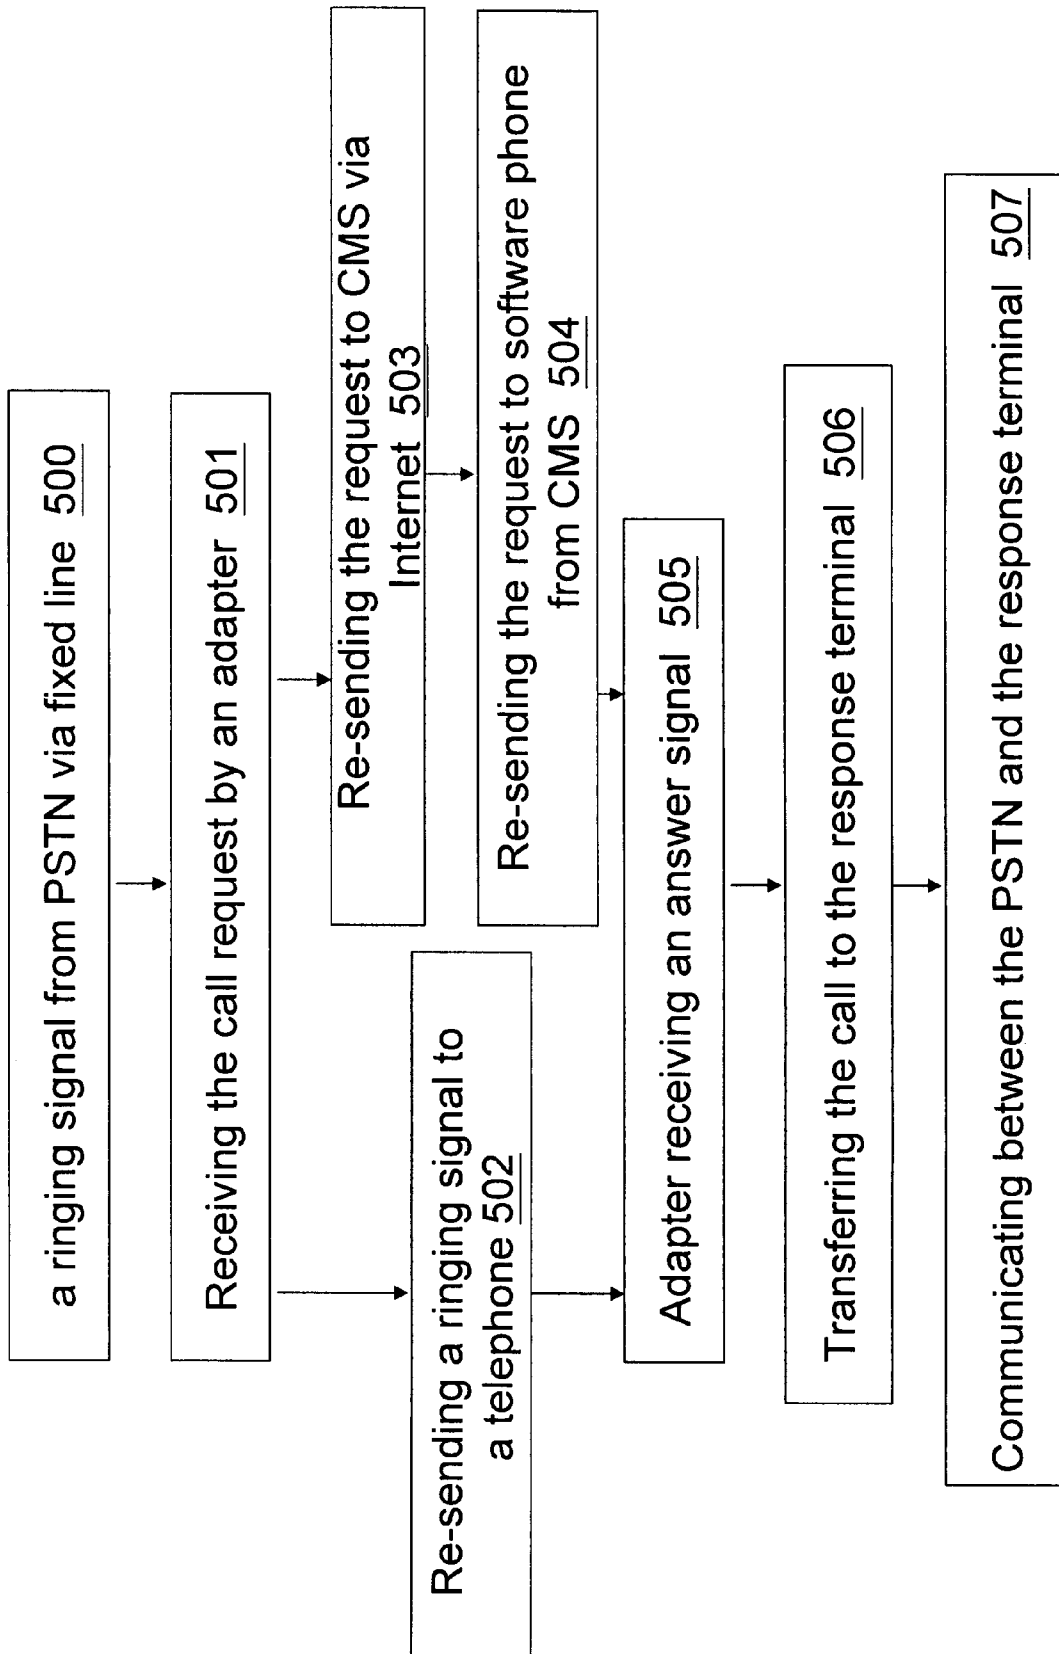 a ringing signal from PSTN via fixed line 500
Receiving the call request by an adapter 501
Re-sending a ringing signal to
a telephone 502
Re-sending the request to CMS via
Internet 503
Re-sending the request to software phone
from CMS 504
Adapter receiving an answer signal 505
Transferring the call to the response terminal 506
Communicating between the PSTN and the response terminal 507